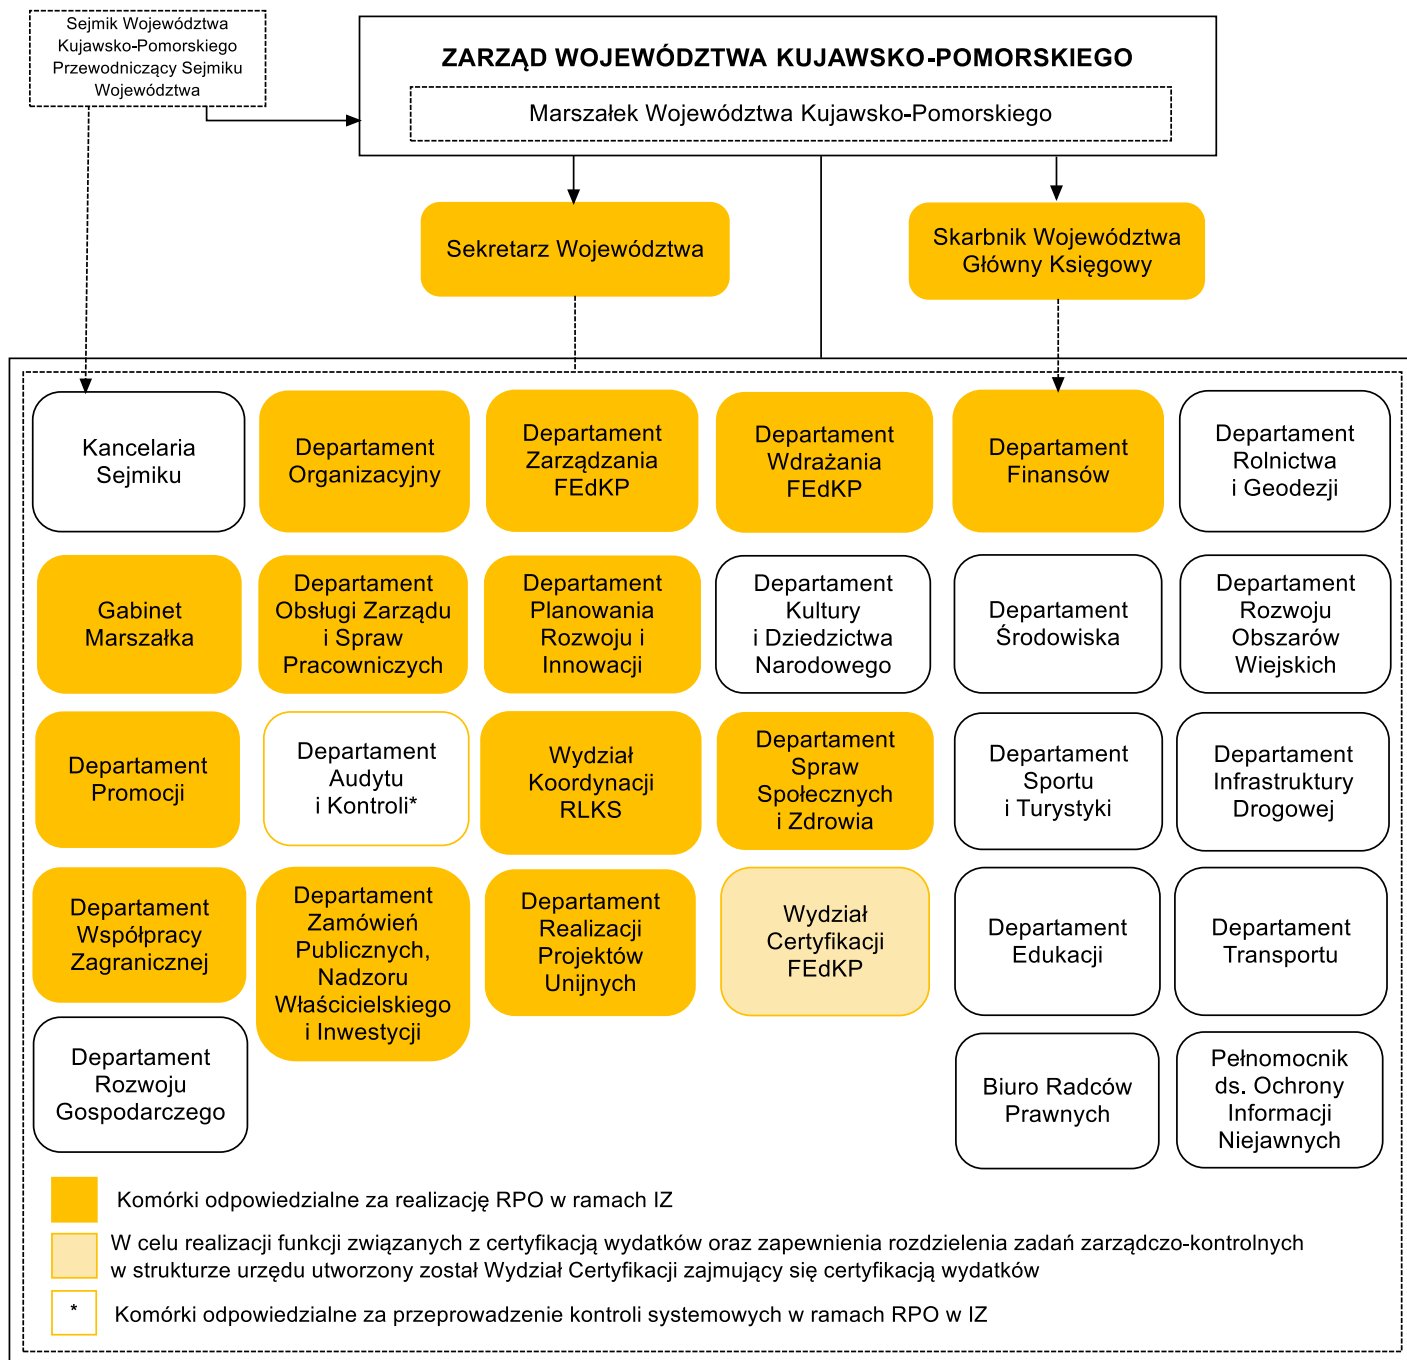 Sejmik Województwa
Kujawsko-Pomorskiego
Przewodniczący Sejmiku
Województwa
ZARZĄD WOJEWÓDZTWA KUJAWSKO-POMORSKIEGO
Marszałek Województwa Kujawsko-Pomorskiego
Sekretarz Województwa
Skarbnik Województwa
Główny Księgowy
Kancelaria
Sejmiku
Departament
Organizacyjny
Departament
Zarządzania
FEdKP
Departament
Wdrażania
FEdKP
Departament
Finansów
Departament
Rolnictwa
i Geodezji
Gabinet
Marszałka
Departament
Obsługi Zarządu
i Spraw
Pracowniczych
Departament
Planowania
Rozwoju i
Innowacji
Departament
Kultury
i Dziedzictwa
Narodowego
Departament
Środowiska
Departament
Rozwoju
Obszarów
Wiejskich
Departament
Promocji
Departament
Audytu
i Kontroli*
Wydział
Koordynacji
RLKS
Departament
Spraw
Społecznych
i Zdrowia
Departament
Sportu
i Turystyki
Departament
Infrastruktury
Drogowej
Departament
Współpracy
Zagranicznej
Departament
Zamówień
Publicznych,
Nadzoru
Właścicielskiego
i Inwestycji
Departament
Realizacji
Projektów
Unijnych
Wydział
Certyfikacji
FEdKP
Departament
Edukacji
Departament
Transportu
Departament
Rozwoju
Gospodarczego
Biuro Radców
Prawnych
Pełnomocnik
ds. Ochrony
Informacji
Niejawnych
Komórki odpowiedzialne za realizację RPO w ramach IZ
W celu realizacji funkcji związanych z certyfikacją wydatków oraz zapewnienia rozdzielenia zadań zarządczo-kontrolnych
w strukturze urzędu utworzony został Wydział Certyfikacji zajmujący się certyfikacją wydatków
* Komórki odpowiedzialne za przeprowadzenie kontroli systemowych w ramach RPO w IZ